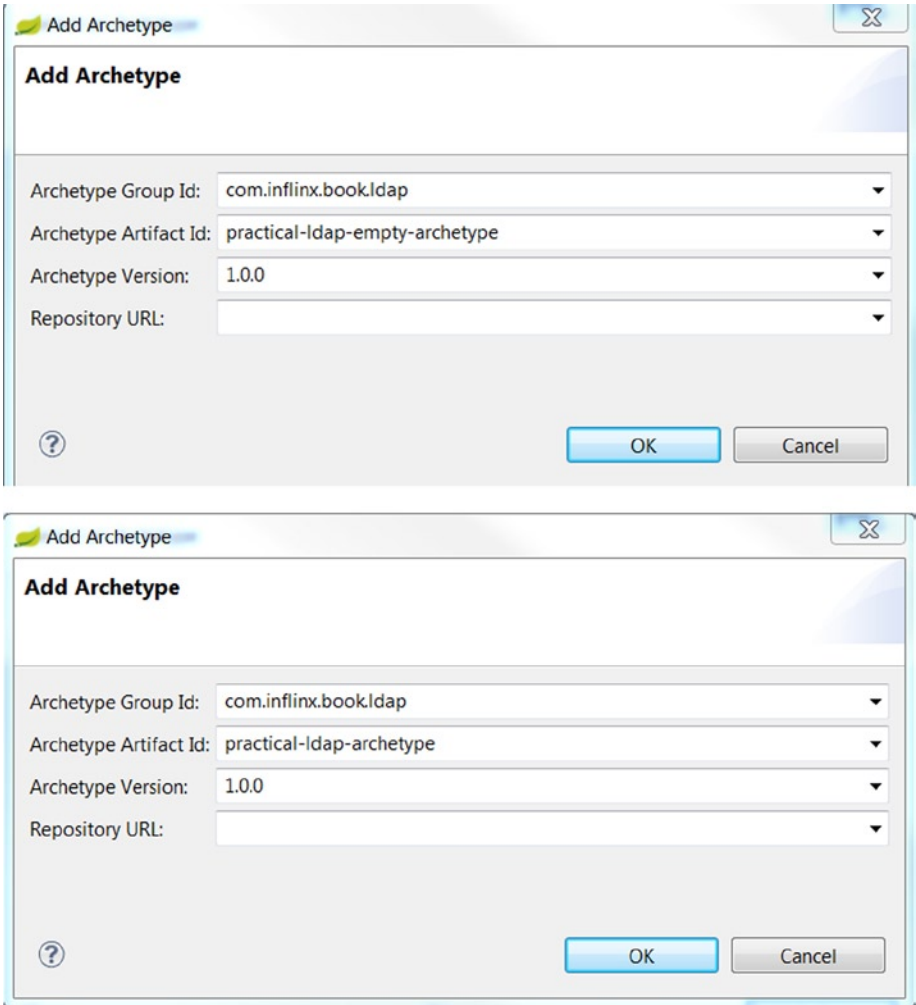 Add Archetype
Add Archetype
Archetype Group Id: com.inflinx.book.ldap
Archetype Artifact Id: practical-ldap-empty-archetype
Archetype Version: 1.0.0
Repository URL:
? OK Cancel
Add Archetype
Add Archetype
Archetype Group Id: com.inflinx.book.ldap
Archetype Artifact Id: practical-ldap-archetype
Archetype Version: 1.0.0
Repository URL:
? OK Cancel